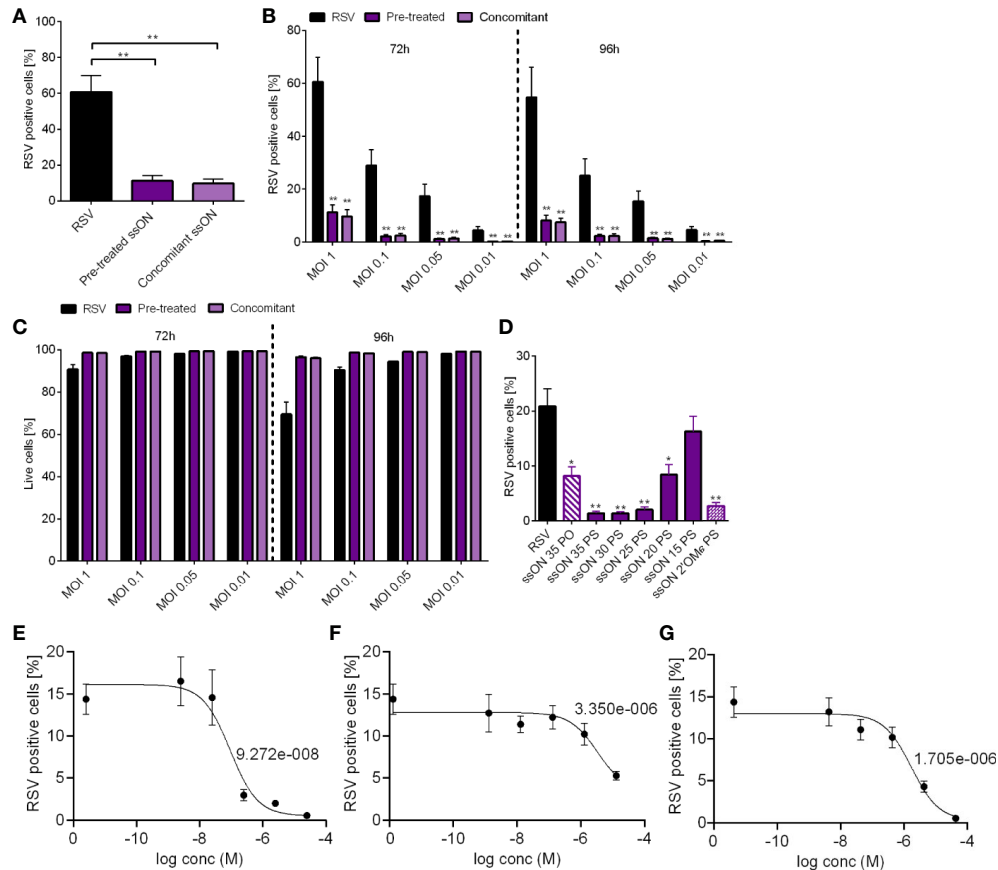 A
RSV positive cells [%]
100
80
60
40
20
0
**
**
RSV
Pre-treated ssON
Concomitant ssON
B
RSV
Pre-treated
Concomitant
RSV positive cells [%]
80
60
40
20
0
72h
96h
** **
** **
** **
** **
** **
** **
** **
** **
MOI 1
MOI 0.1
MOI 0.05
MOI 0.01
MOI 1
MOI 0.1
MOI 0.05
MOI 0.01
C
RSV
Pre-treated
Concomitant
Live cells [%]
100
80
60
40
20
0
72h
96h
MOI 1
MOI 0.1
MOI 0.05
MOI 0.01
MOI 1
MOI 0.1
MOI 0.05
MOI 0.01
D
RSV positive cells [%]
30
20
10
0
*
**
**
**
*
**
RSV
ssON 35 PO
ssON 35 PS
ssON 30 PS
ssON 25 PS
ssON 20 PS
ssON 15 PS
ssON 2'OMe PS
E
RSV positive cells [%]
20
15
10
5
0
9.272e-008
0
-10
-8
-6
-4
log conc (M)
F
RSV positive cells [%]
20
15
10
5
0
3.350e-006
0
-10
-8
-6
-4
log conc (M)
G
RSV positive cells [%]
20
15
10
5
0
1.705e-006
0
-10
-8
-6
-4
log conc (M)